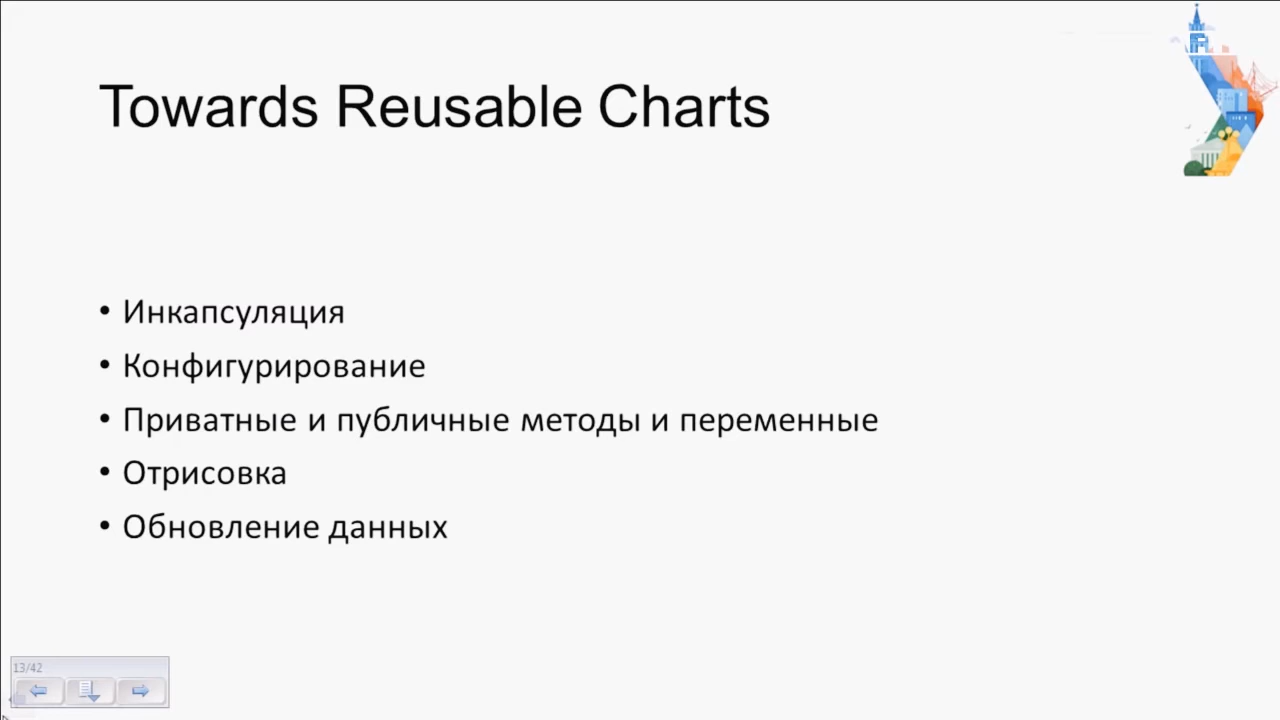 Towards Reusable Charts
• Инкапсуляция
• Конфигурирование
• Приватные и публичные методы и переменные
• Отрисовка
• Обновление данных
13/42